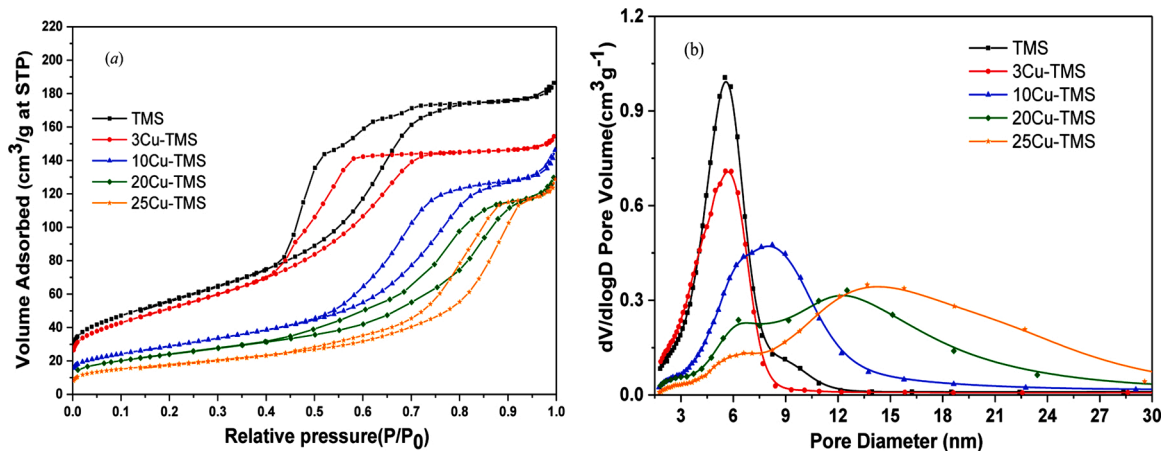 (a)
220
200
180
160
140
120
100
80
60
40
20
0
Volume Adsorbed (cm³/g at STP)
TMS
3Cu-TMS
10Cu-TMS
20Cu-TMS
25Cu-TMS
0.0 0.1 0.2 0.3 0.4 0.5 0.6 0.7 0.8 0.9 1.0
Relative pressure(P/P₀)
(b)
1.2
0.9
0.6
0.3
0.0
dV/dlogD Pore Volume(cm³g-1)
TMS
3Cu-TMS
10Cu-TMS
20Cu-TMS
25Cu-TMS
3 6 9 12 15 18 21 24 27 30
Pore Diameter (nm)